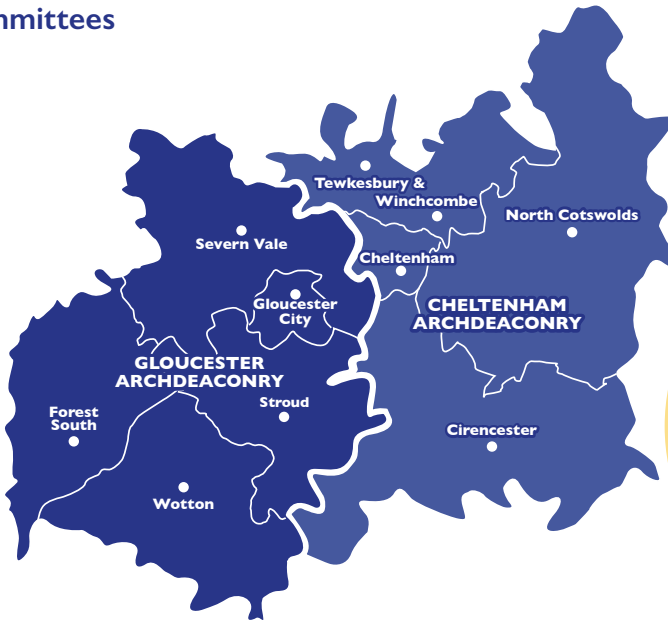 mmittees
Tewkesbury &
Winchcombe
North Cotswolds
Severn Vale
Cheltenham
Gloucester
City
CHELTENHAM
ARCHDEACONRY
GLOUCESTER
ARCHDEACONRY
Stroud
Forest
South
Cirencester
Wotton